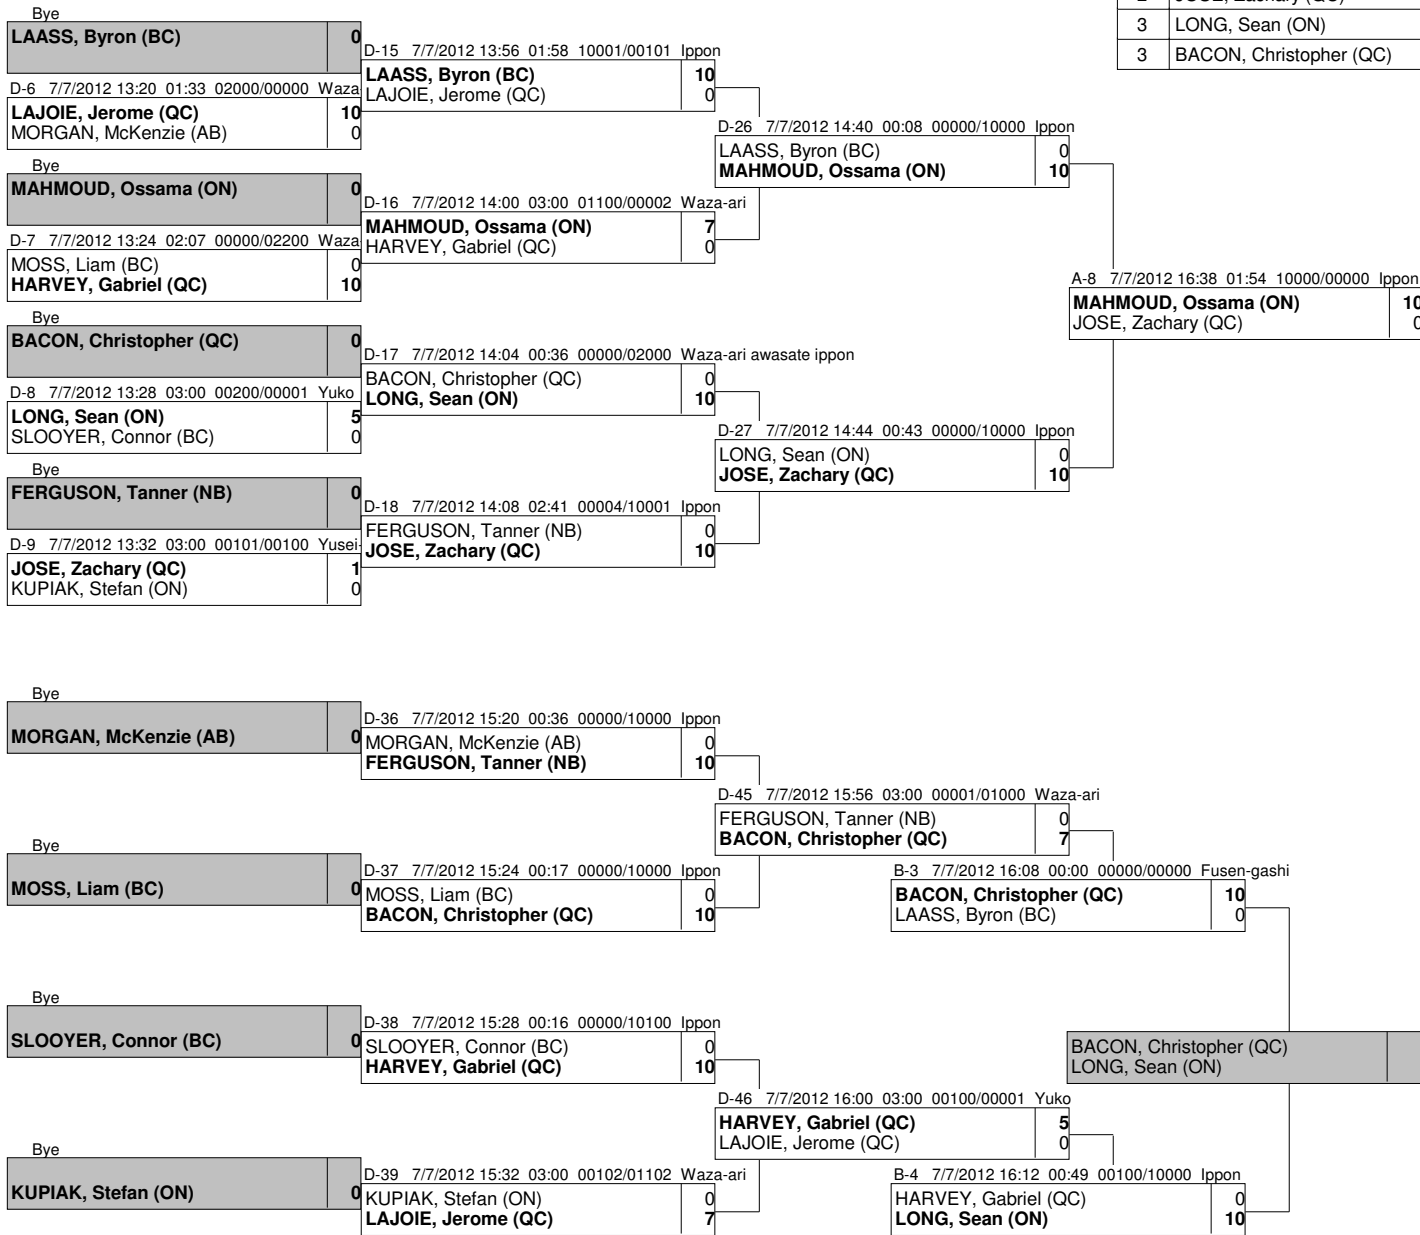 2 JOSE, Zachary (QC)
3 LONG, Sean (ON)
3 BACON, Christopher (QC)
Bye
LAASS, Byron (BC) 0
D-6 7/7/2012 13:20 01:33 02000/00000 Waza-
LAJOIE, Jerome (QC) 10
MORGAN, McKenzie (AB) 0
Bye
MAHMOUD, Ossama (ON) 0
D-7 7/7/2012 13:24 02:07 00000/02200 Waza-
MOSS, Liam (BC) 0
HARVEY, Gabriel (QC) 10
Bye
BACON, Christopher (QC) 0
D-8 7/7/2012 13:28 03:00 00200/00001 Yuko
LONG, Sean (ON) 5
SLOOYER, Connor (BC) 0
Bye
FERGUSON, Tanner (NB) 0
D-9 7/7/2012 13:32 03:00 00101/00100 Yusei-
JOSE, Zachary (QC) 1
KUPIAK, Stefan (ON) 0
D-15 7/7/2012 13:56 01:58 10001/00101 Ippon
LAASS, Byron (BC) 10
LAJOIE, Jerome (QC) 0
D-16 7/7/2012 14:00 03:00 01100/00002 Waza-ari
MAHMOUD, Ossama (ON) 7
HARVEY, Gabriel (QC) 0
D-17 7/7/2012 14:04 00:36 00000/02000 Waza-ari awasate ippon
BACON, Christopher (QC) 0
LONG, Sean (ON) 10
D-18 7/7/2012 14:08 02:41 00004/10001 Ippon
FERGUSON, Tanner (NB) 0
JOSE, Zachary (QC) 10
D-26 7/7/2012 14:40 00:08 00000/10000 Ippon
LAASS, Byron (BC) 0
MAHMOUD, Ossama (ON) 10
D-27 7/7/2012 14:44 00:43 00000/10000 Ippon
LONG, Sean (ON) 0
JOSE, Zachary (QC) 10
A-8 7/7/2012 16:38 01:54 10000/00000 Ippon
MAHMOUD, Ossama (ON) 10
JOSE, Zachary (QC) 0
Bye
MORGAN, McKenzie (AB) 0
Bye
MOSS, Liam (BC) 0
Bye
SLOOYER, Connor (BC) 0
Bye
KUPIAK, Stefan (ON) 0
D-36 7/7/2012 15:20 00:36 00000/10000 Ippon
MORGAN, McKenzie (AB) 0
FERGUSON, Tanner (NB) 10
D-37 7/7/2012 15:24 00:17 00000/10000 Ippon
MOSS, Liam (BC) 0
BACON, Christopher (QC) 10
D-38 7/7/2012 15:28 00:16 00000/10100 Ippon
SLOOYER, Connor (BC) 0
HARVEY, Gabriel (QC) 10
D-39 7/7/2012 15:32 03:00 00102/01102 Waza-ari
KUPIAK, Stefan (ON) 0
LAJOIE, Jerome (QC) 7
D-45 7/7/2012 15:56 03:00 00001/01000 Waza-ari
FERGUSON, Tanner (NB) 0
BACON, Christopher (QC) 7
D-46 7/7/2012 16:00 03:00 00100/00001 Yuko
HARVEY, Gabriel (QC) 5
LAJOIE, Jerome (QC) 0
B-3 7/7/2012 16:08 00:00 00000/00000 Fusen-gashi
BACON, Christopher (QC) 10
LAASS, Byron (BC) 0
B-4 7/7/2012 16:12 00:49 00100/10000 Ippon
HARVEY, Gabriel (QC) 0
LONG, Sean (ON) 10
BACON, Christopher (QC)
LONG, Sean (ON)